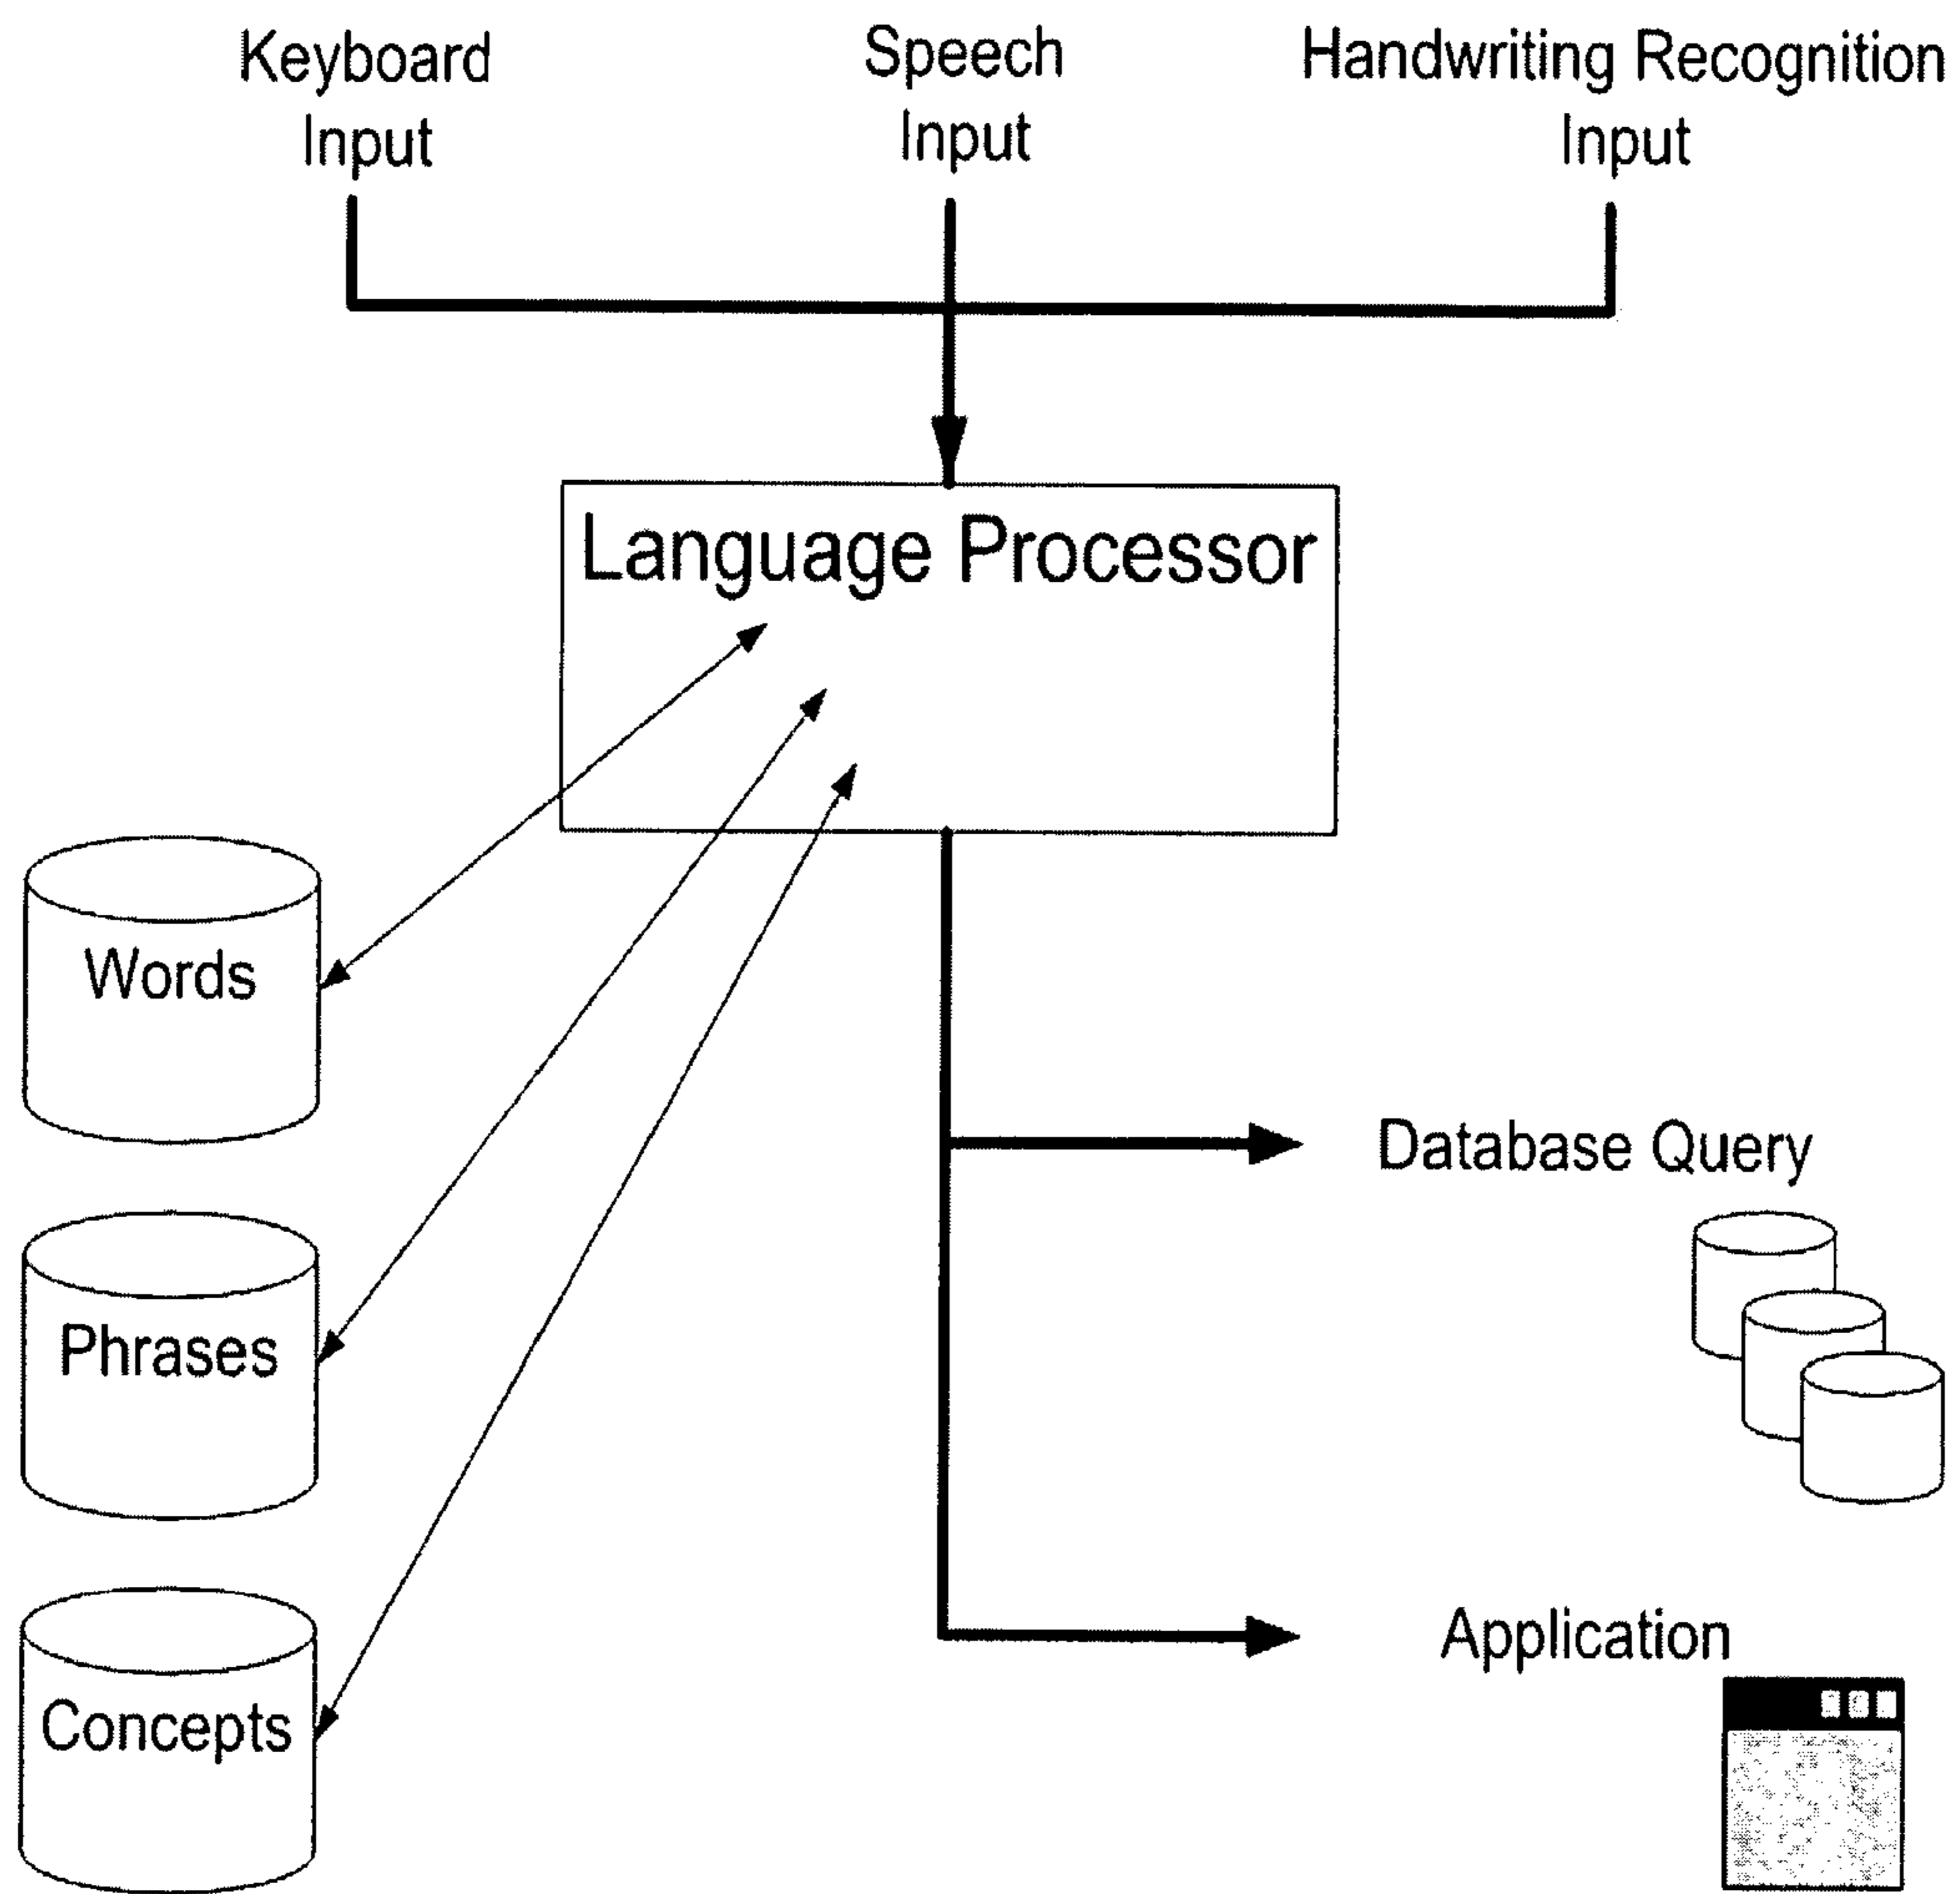 Keyboard
Input
Speech
Input
Handwriting Recognition
Input
Language Processor
Words
Phrases
Concepts
Database Query
Application